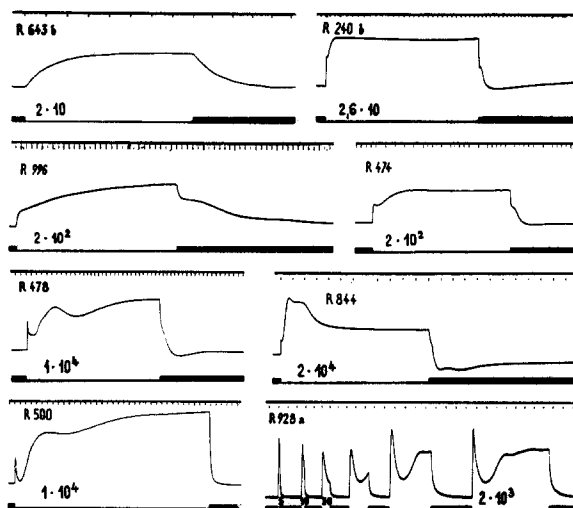 R 643 b
2 · 10
R 240 b
2,6 · 10
R 996
2 · 10²
R 474
2 · 10²
R 478
1 · 10⁴
R 844
2 · 10⁴
R 580
1 · 10⁴
R 928 a
2 · 10³